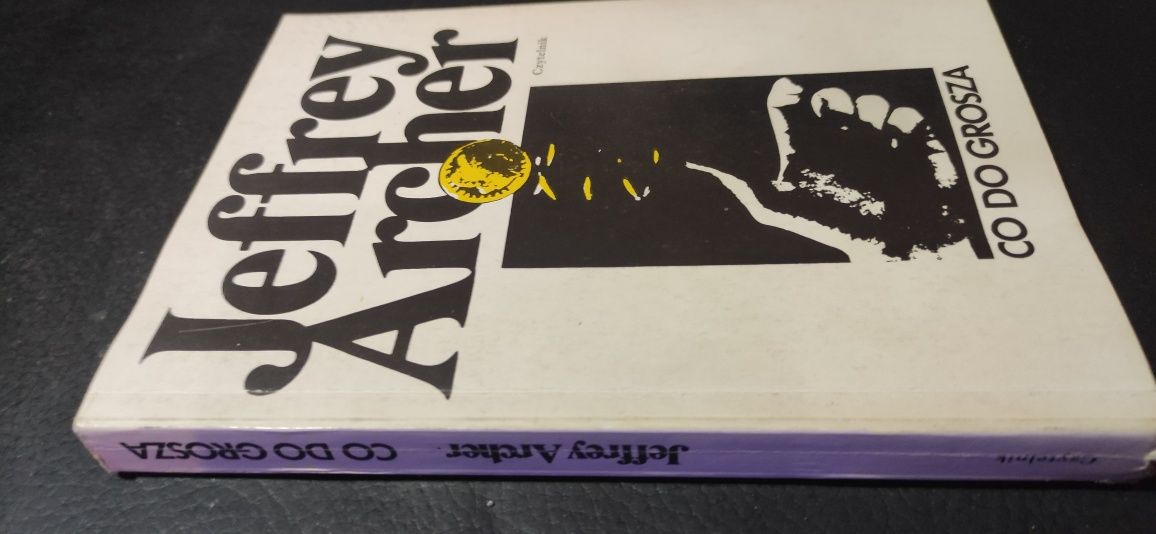 Jeffrey
Archer
Czytelnik
CO DO GROSZA
CO DO GROSZA
Jeffrey Archer
Czytelnik